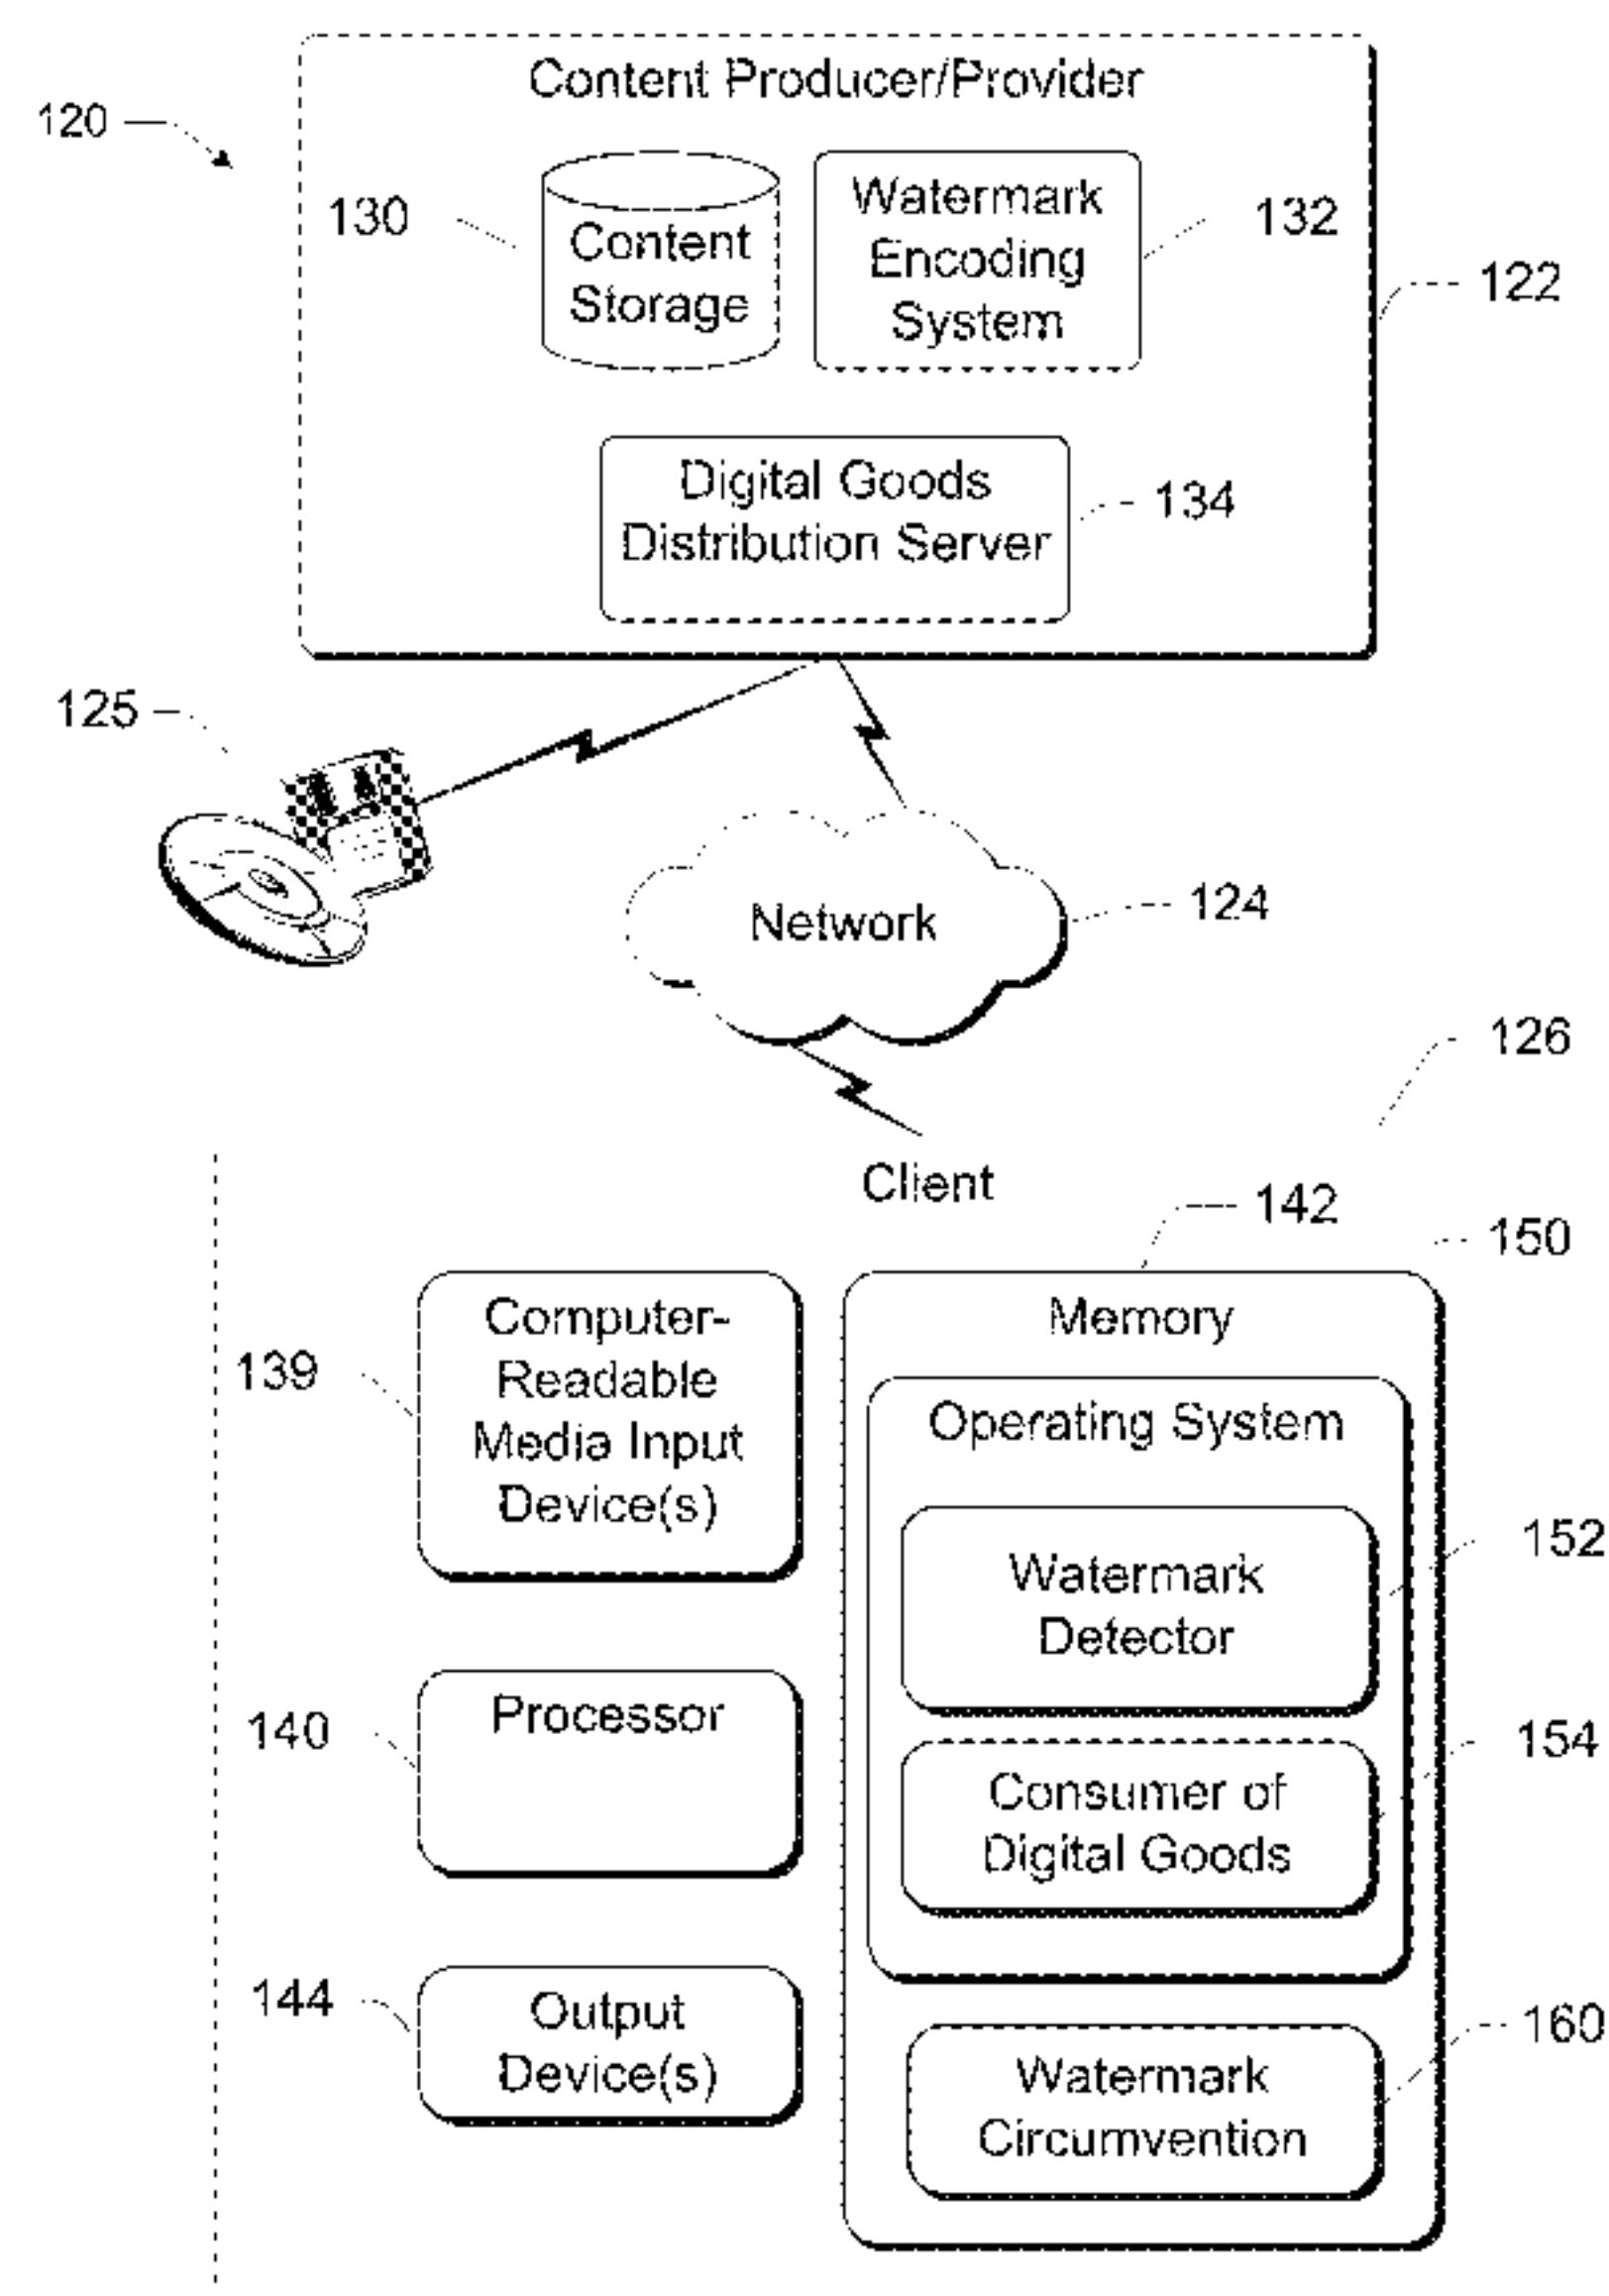 Content Producer/Provider
120
130
Content
Storage
Watermark
Encoding
System
132
122
Digital Goods
Distribution Server
134
125
Network
124
126
Client
142
150
139
Computer-
Readable
Media Input
Device(s)
Memory
Operating System
Watermark
Detector
152
140
Processor
Consumer of
Digital Goods
154
144
Output
Device(s)
Watermark
Circumvention
160